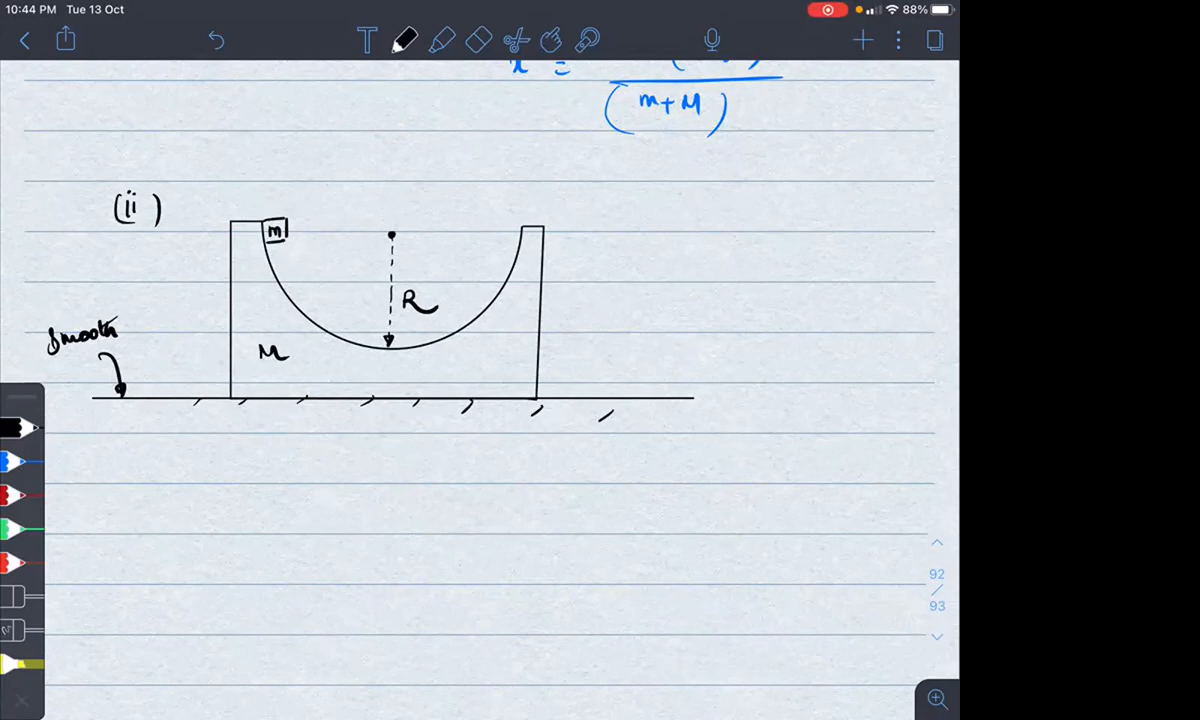 10:44 PM Tue 13 Oct
88%
T
(m+M)
(ii)
m
R
Smooth
M
92
/
93